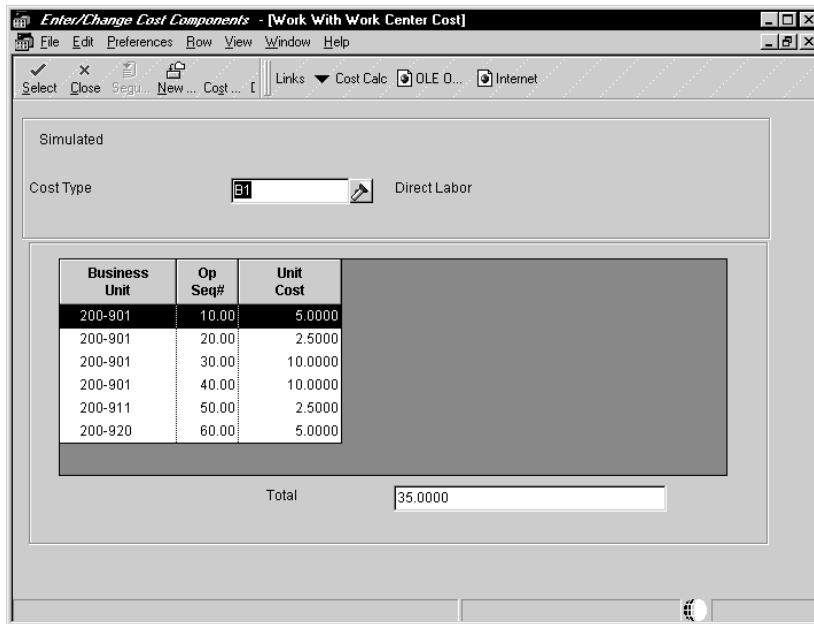 Enter/Change Cost Components - [Work With Work Center Cost]
File Edit Preferences Row View Window Help
Select Close Sequ... New ... Cost ... Links Cost Calc OLE O... Internet
Simulated
Cost Type B1 Direct Labor
Business Unit Op Seq# Unit Cost
200-901 10.00 5.0000
200-901 20.00 2.5000
200-901 30.00 10.0000
200-901 40.00 10.0000
200-911 50.00 2.5000
200-920 60.00 5.0000
Total 35.0000